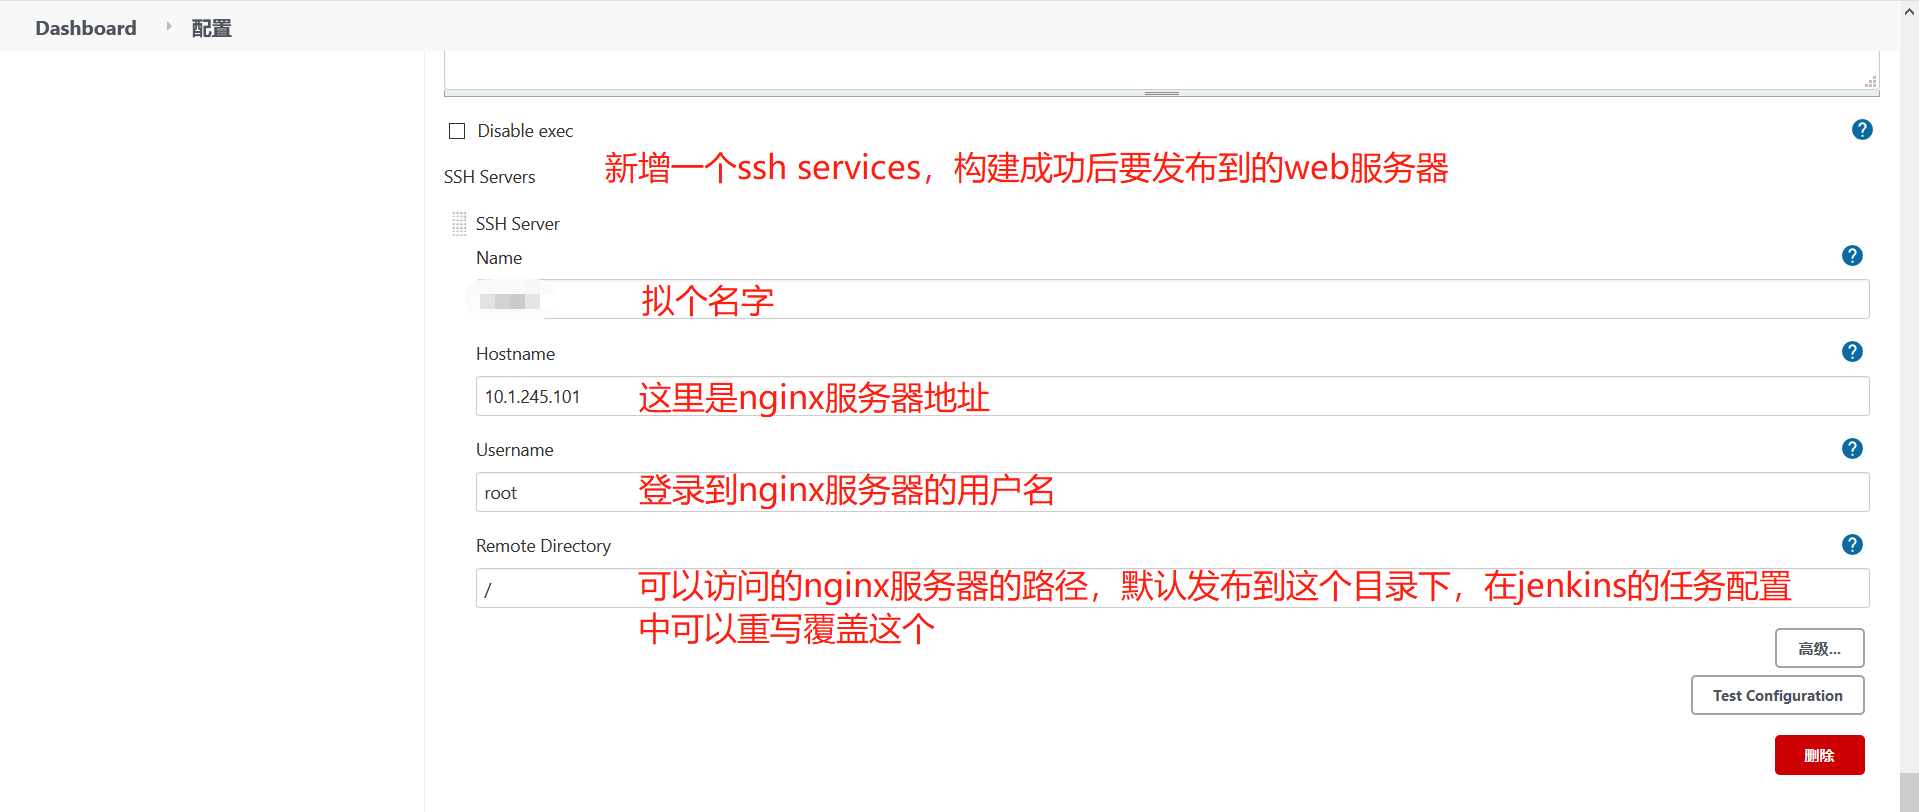 Dashboard 配置
Disable exec
新增一个ssh services，构建成功后要发布到的web服务器
SSH Servers
SSH Server
Name
拟个名字
Hostname
10.1.245.101 这里是nginx服务器地址
Username
root 登录到nginx服务器的用户名
Remote Directory
/ 可以访问的nginx服务器的路径，默认发布到这个目录下，在jenkins的任务配置
中可以重写覆盖这个
高级...
Test Configuration
删除